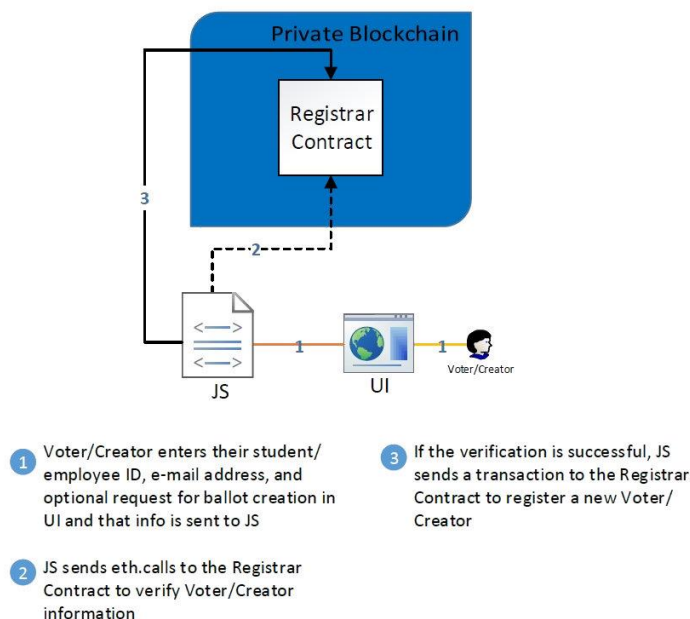 Private Blockchain
Registrar
Contract
3
2
<—>
<—>
1
1
JS
UI
Voter/Creator
1 Voter/Creator enters their student/
employee ID, e-mail address, and
optional request for ballot creation in
UI and that info is sent to JS
2 JS sends eth.calls to the Registrar
Contract to verify Voter/Creator
information
3 If the verification is successful, JS
sends a transaction to the Registrar
Contract to register a new Voter/
Creator